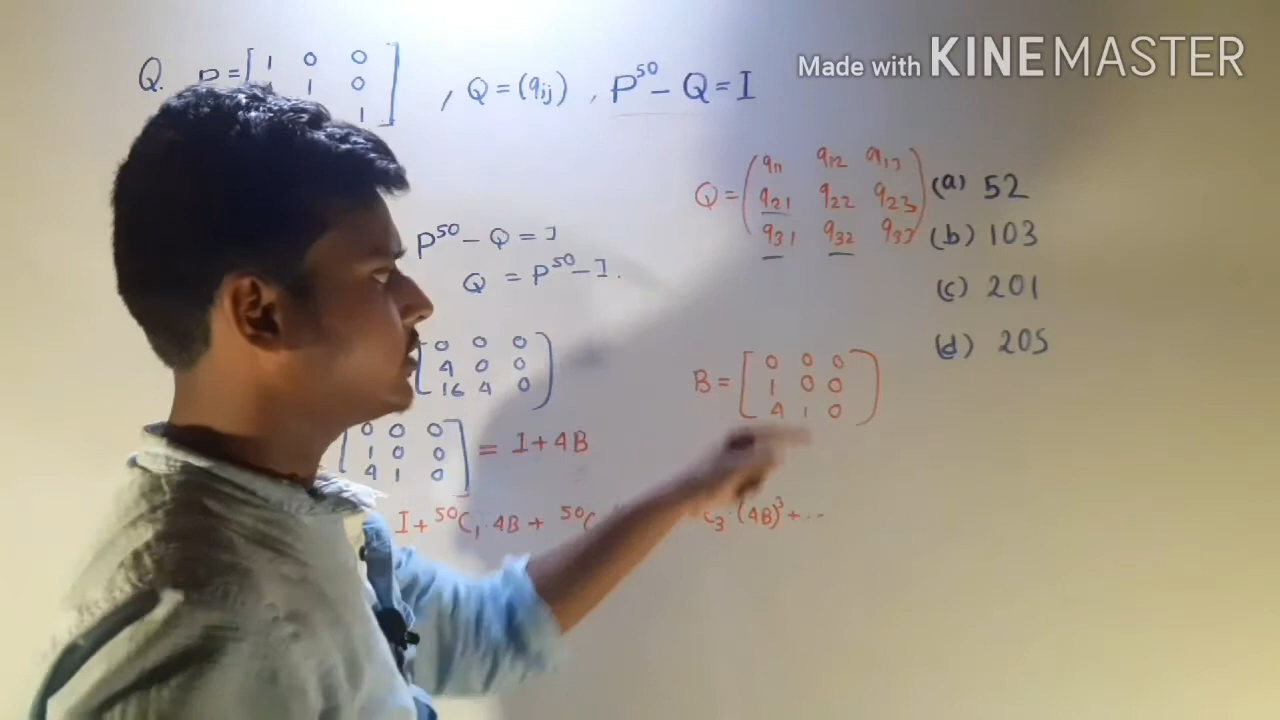 Made with KINEMASTER
Q. P = [ 1 0 0
1 0
1 ] , Q = (qij) , P^50 - Q = I
Q = ( q11 q12 q13
q21 q22 q23
q31 q32 q33 )
(a) 52
(b) 103
(c) 201
(d) 205
P^50 - Q = I
Q = P^50 - I.
[ 0 0 0
4 0 0
16 4 0 )
B = [ 0 0 0
1 0 0
4 1 0 )
[ 0 0 0
1 0 0
4 1 0 ] = I + 4B
I + ^50C1 . 4B + ^50C C3 . (4B)^3 + ...